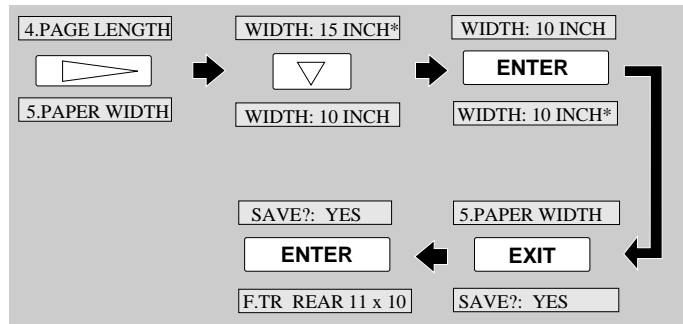 4.PAGE LENGTH
5.PAPER WIDTH
WIDTH: 15 INCH*
WIDTH: 10 INCH
WIDTH: 10 INCH
ENTER
WIDTH: 10 INCH*
5.PAPER WIDTH
EXIT
SAVE?: YES
SAVE?: YES
ENTER
F.TR REAR 11 x 10